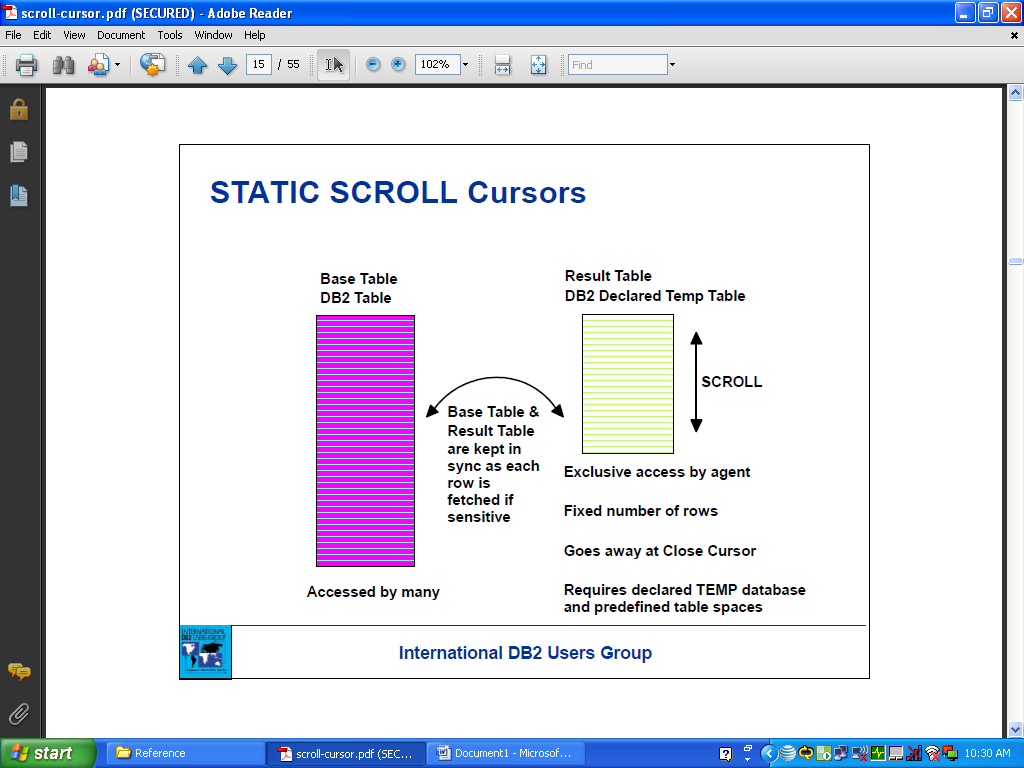 scroll-cursor.pdf (SECURED) - Adobe Reader
File Edit View Document Tools Window Help
15 / 55
102%
Find
STATIC SCROLL Cursors
Base Table
DB2 Table
Result Table
DB2 Declared Temp Table
SCROLL
Base Table &
Result Table
are kept in
sync as each
row is
fetched if
sensitive
Exclusive access by agent
Fixed number of rows
Goes away at Close Cursor
Requires declared TEMP database
and predefined table spaces
Accessed by many
INTERNATIONAL
DB2 USERS GROUP
International DB2 Users Group
start
Reference
scroll-cursor.pdf (SEC...
Document1 - Microsof...
10:30 AM